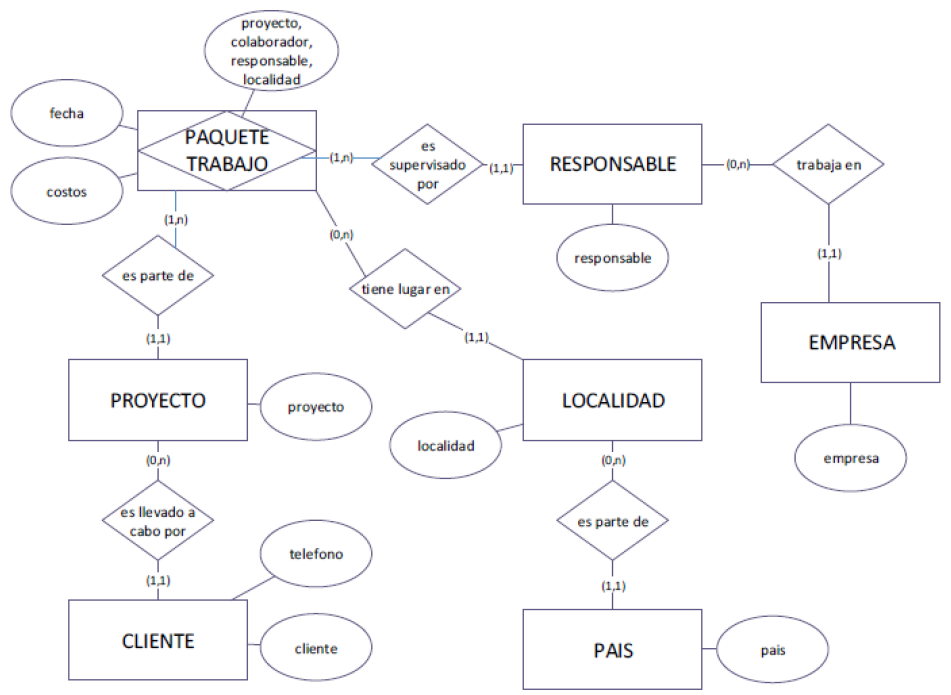 proyecto,
colaborador,
responsable,
localidad
fecha
PAQUETE
TRABAJO
costos
(1,n)
es
supervisado
por
(1,1)
RESPONSABLE
(0,n)
trabaja en
(1,n)
(0,n)
responsable
(1,1)
es parte de
tiene lugar en
(1,1)
(1,1)
EMPRESA
PROYECTO
proyecto
LOCALIDAD
localidad
empresa
(0,n)
(0,n)
es llevado a
cabo por
es parte de
telefono
(1,1)
(1,1)
CLIENTE
cliente
PAIS
pais